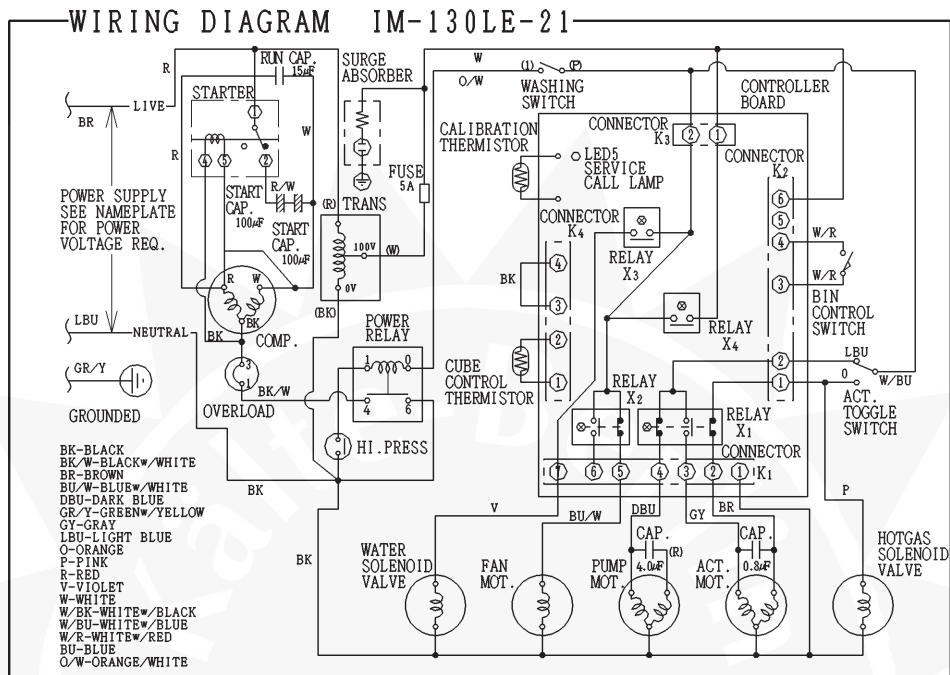 WIRING DIAGRAM IM-130LE-21
R
RUN CAP.
15μF
SURGE
ABSORBER
W
O/W
(1)
(P)
WASHING
SWITCH
CONTROLLER
BOARD
STARTER
LIVE
BR
1
W
CALIBRATION
THERMISTOR
CONNECTOR
K3
2
1
R
4
5
2
LED5
SERVICE
CALL LAMP
CONNECTOR
K2
FUSE
5A
POWER SUPPLY
SEE NAMEPLATE
FOR POWER
VOLTAGE REQ.
START
CAP.
100μF
R/W
START
CAP.
100μF
(R)
TRANS
100V
(W)
0V
(BK)
CONNECTOR
K4
4
3
2
1
BK
RELAY
X3
6
5
4
3
2
1
W/R
W/R
BIN
CONTROL
SWITCH
R
W
BK
BK
COMP.
RELAY
X4
LBU
NEUTRAL
POWER
RELAY
1
0
4
6
CUBE
CONTROL
THERMISTOR
LBU
W/BU
O
ACT.
TOGGLE
SWITCH
GR/Y
GROUNDED
3
1
OVERLOAD
BK/W
RELAY
X2
RELAY
X1
HI.PRESS
CONNECTOR
K1
7
6
5
4
3
2
1
BK
BK
V
BU/W
DBU
GY
BR
P
BK-BLACK
BK/W-BLACKw/WHITE
BR-BROWN
BU/W-BLUEw/WHITE
DBU-DARK BLUE
GR/Y-GREENw/YELLOW
GY-GRAY
LBU-LIGHT BLUE
O-ORANGE
P-PINK
R-RED
V-VIOLET
W-WHITE
W/BK-WHITEw/BLACK
W/BU-WHITEw/BLUE
W/R-WHITEw/RED
BU-BLUE
O/W-ORANGE/WHITE
WATER
SOLENOID
VALVE
FAN
MOT.
CAP.
4.0μF
(R)
PUMP
MOT.
CAP.
0.8μF
ACT.
MOT.
HOTGAS
SOLENOID
VALVE